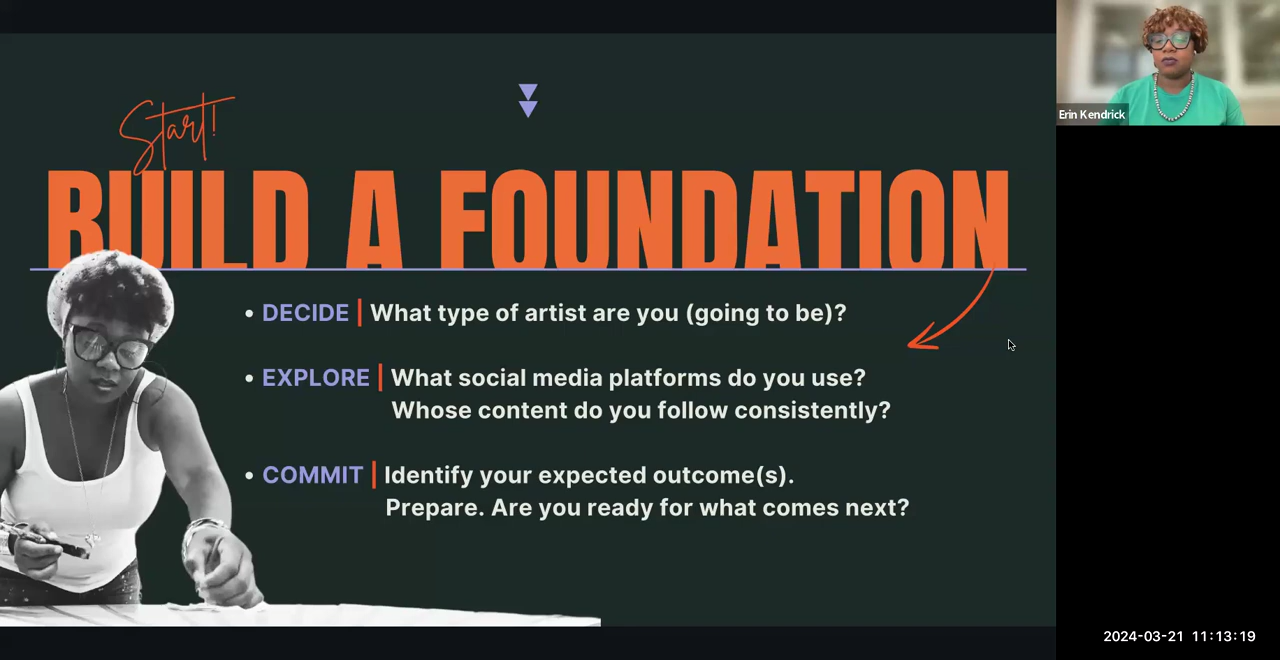 Start!
BUILD A FOUNDATION
• DECIDE | What type of artist are you (going to be)?
• EXPLORE | What social media platforms do you use?
Whose content do you follow consistently?
• COMMIT | Identify your expected outcome(s).
Prepare. Are you ready for what comes next?
Erin Kendrick
2024-03-21 11:13:19